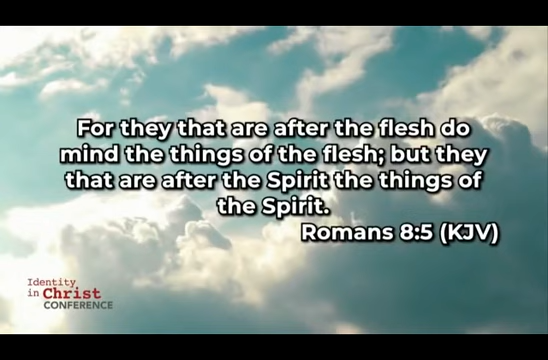 For they that are after the flesh do
mind the things of the flesh; but they
that are after the Spirit the things of
the Spirit.
Romans 8:5 (KJV)
Identity
in Christ
CONFERENCE